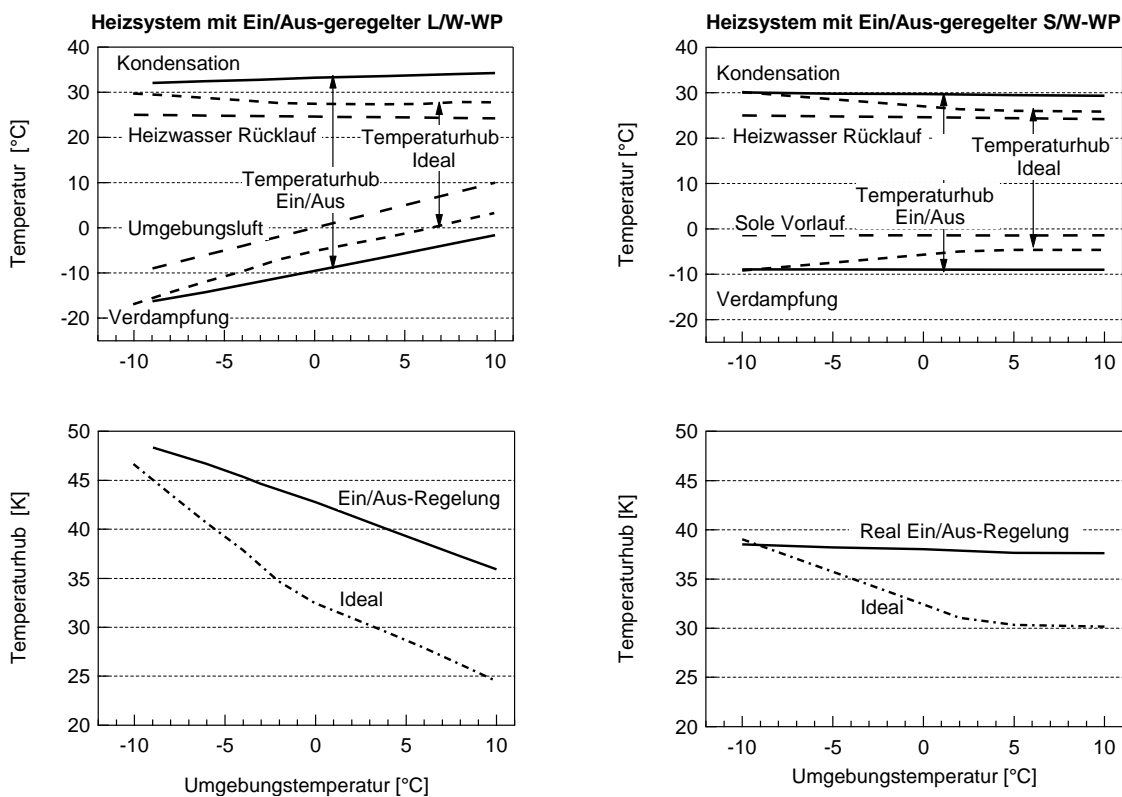 Heizsystem mit Ein/Aus-geregelter L/W-WP
40
30
20
10
0
-10
-20
Temperatur [°C]
Kondensation
Heizwasser Rücklauf
Temperaturhub
Ideal
Temperaturhub
Ein/Aus
Umgebungsluft
Verdampfung
-10
-5
0
5
10
Heizsystem mit Ein/Aus-geregelter S/W-WP
40
30
20
10
0
-10
-20
Temperatur [°C]
Kondensation
Heizwasser Rücklauf
Temperaturhub
Ideal
Temperaturhub
Ein/Aus
Sole Vorlauf
Verdampfung
-10
-5
0
5
10
50
45
40
35
30
25
20
Temperaturhub [K]
Ein/Aus-Regelung
Ideal
-10
-5
0
5
10
Umgebungstemperatur [°C]
50
45
40
35
30
25
20
Temperaturhub [K]
Real Ein/Aus-Regelung
Ideal
-10
-5
0
5
10
Umgebungstemperatur [°C]